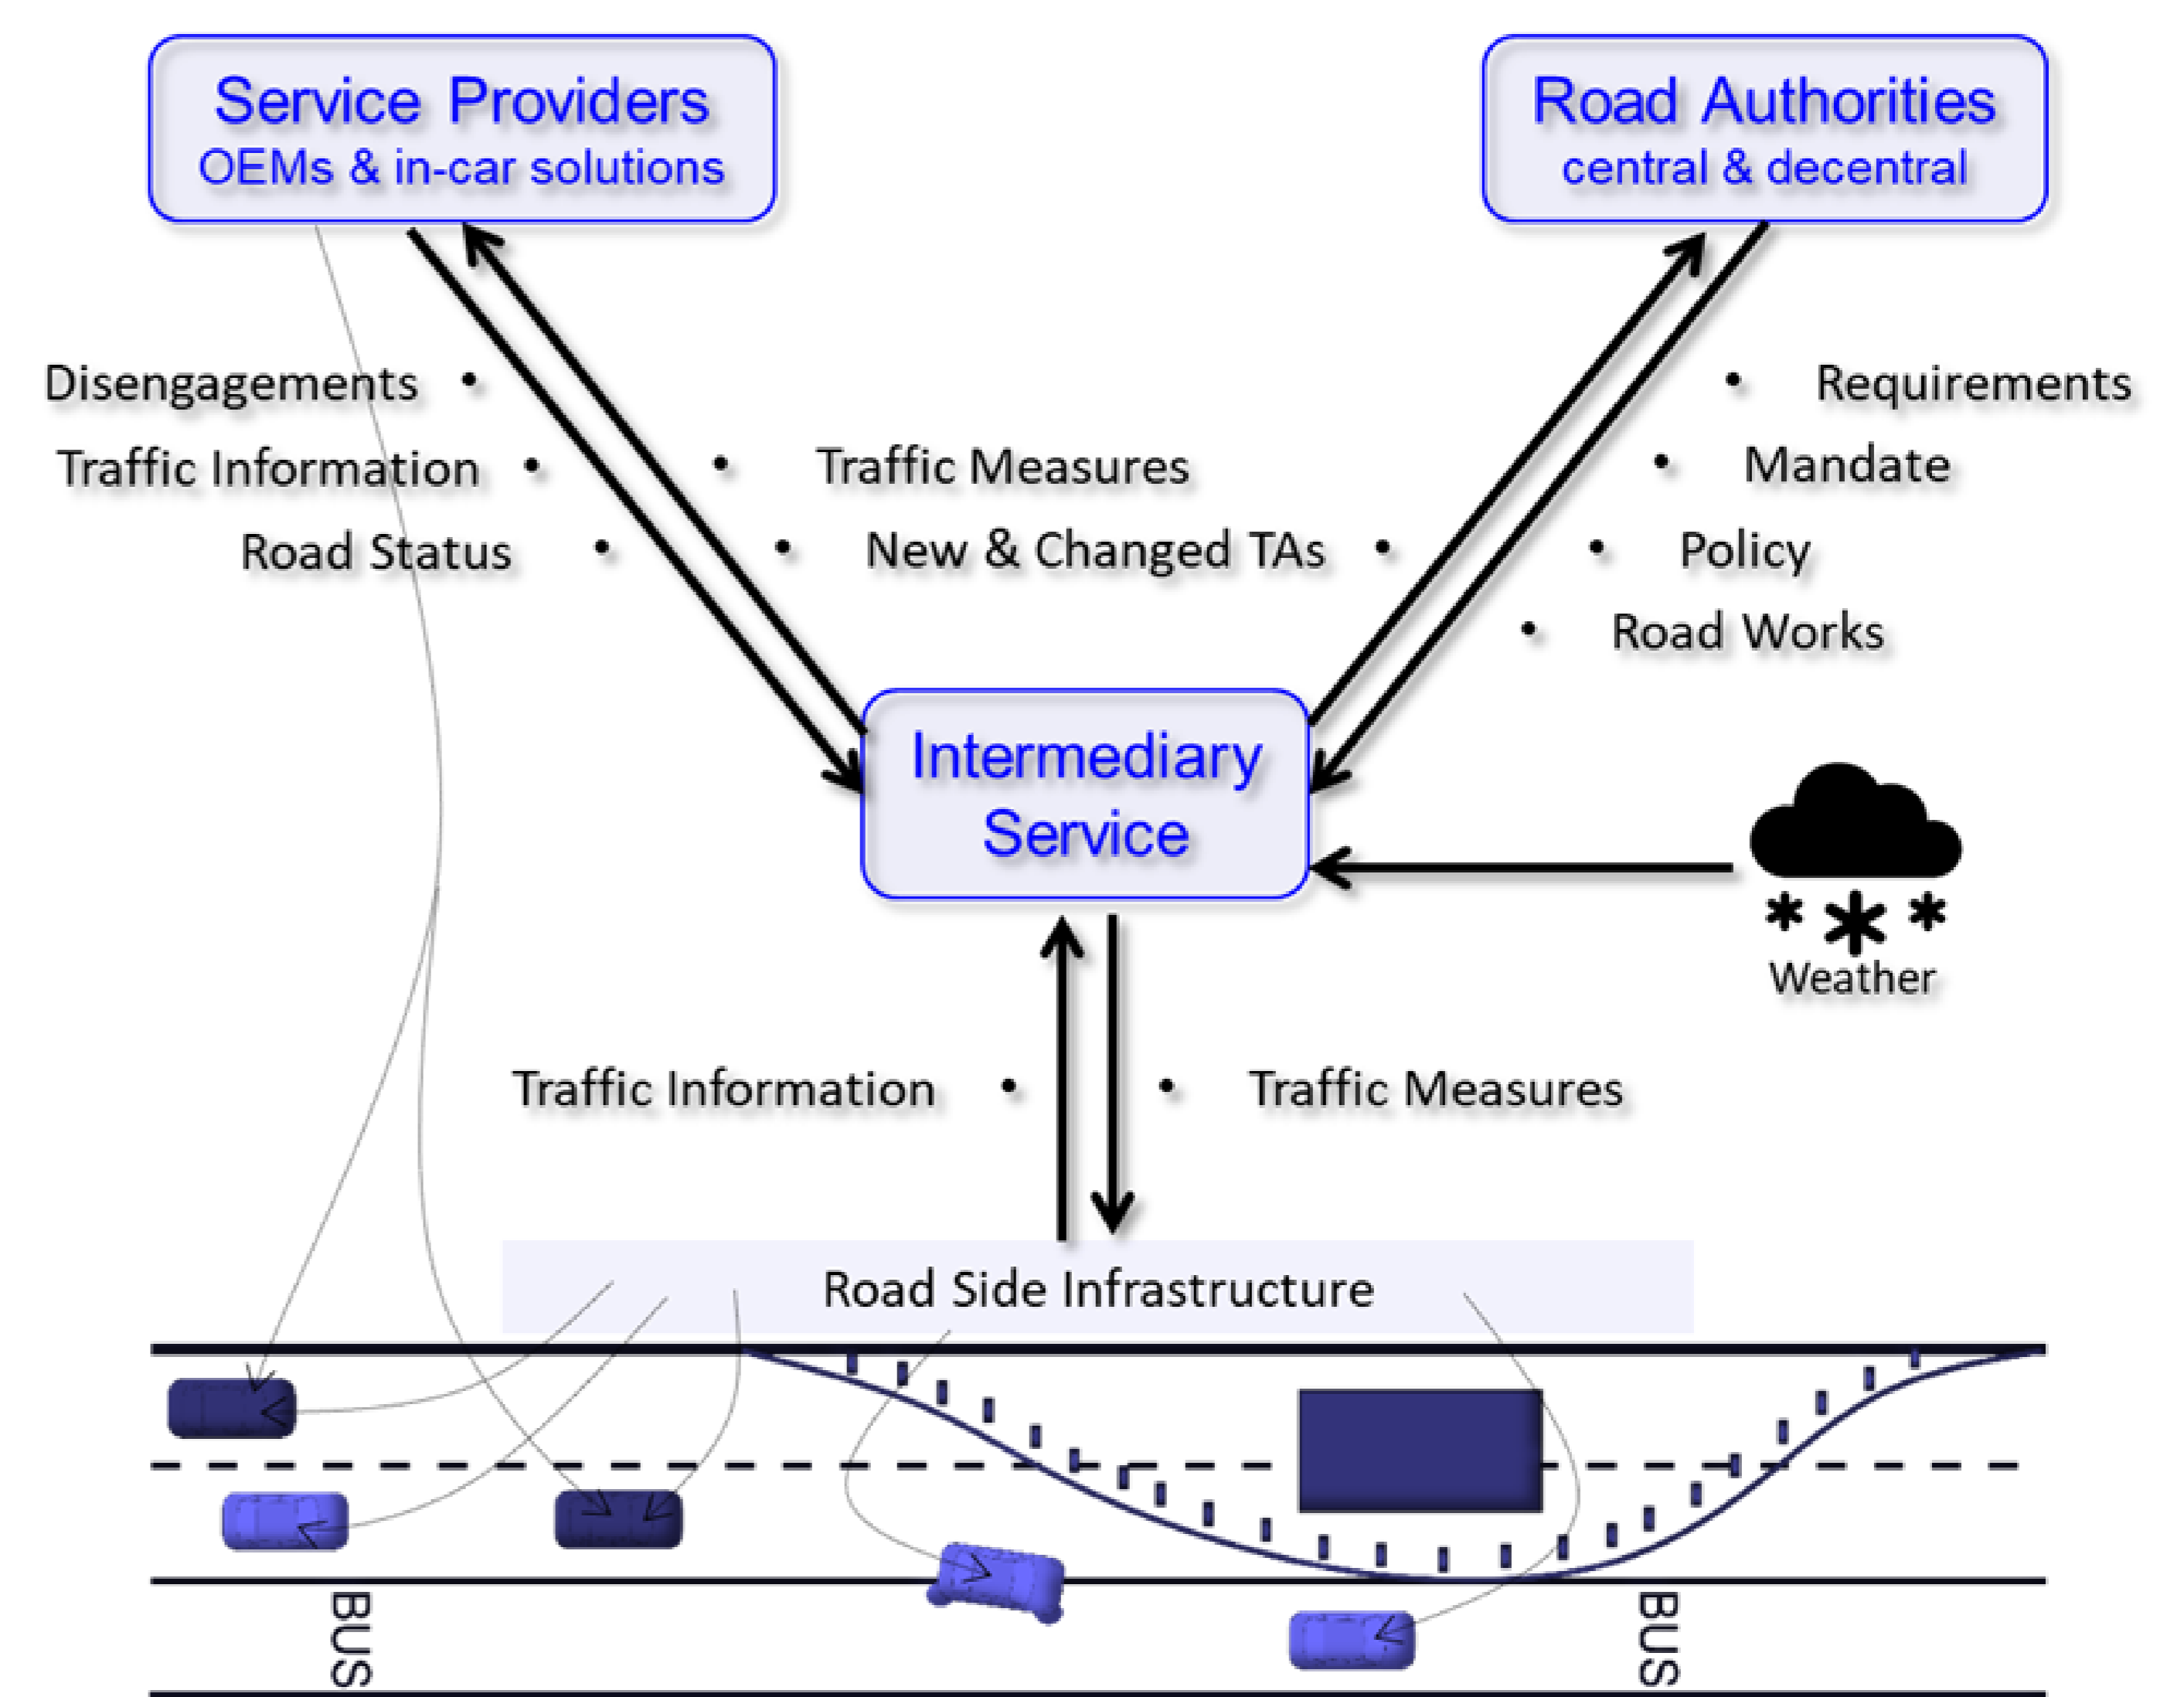 Service Providers
OEMs & in-car solutions
Road Authorities
central & decentral
Disengagements •
Traffic Information •
Road Status •
• Traffic Measures
• New & Changed TAs •
• Requirements
• Mandate
• Policy
• Road Works
Intermediary
Service
Weather
Traffic Information •
• Traffic Measures
Road Side Infrastructure
BUS
BUS